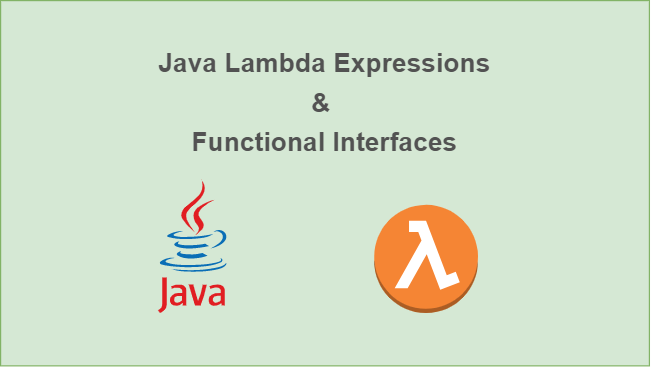 Java Lambda Expressions
&
Functional Interfaces
Java
λ